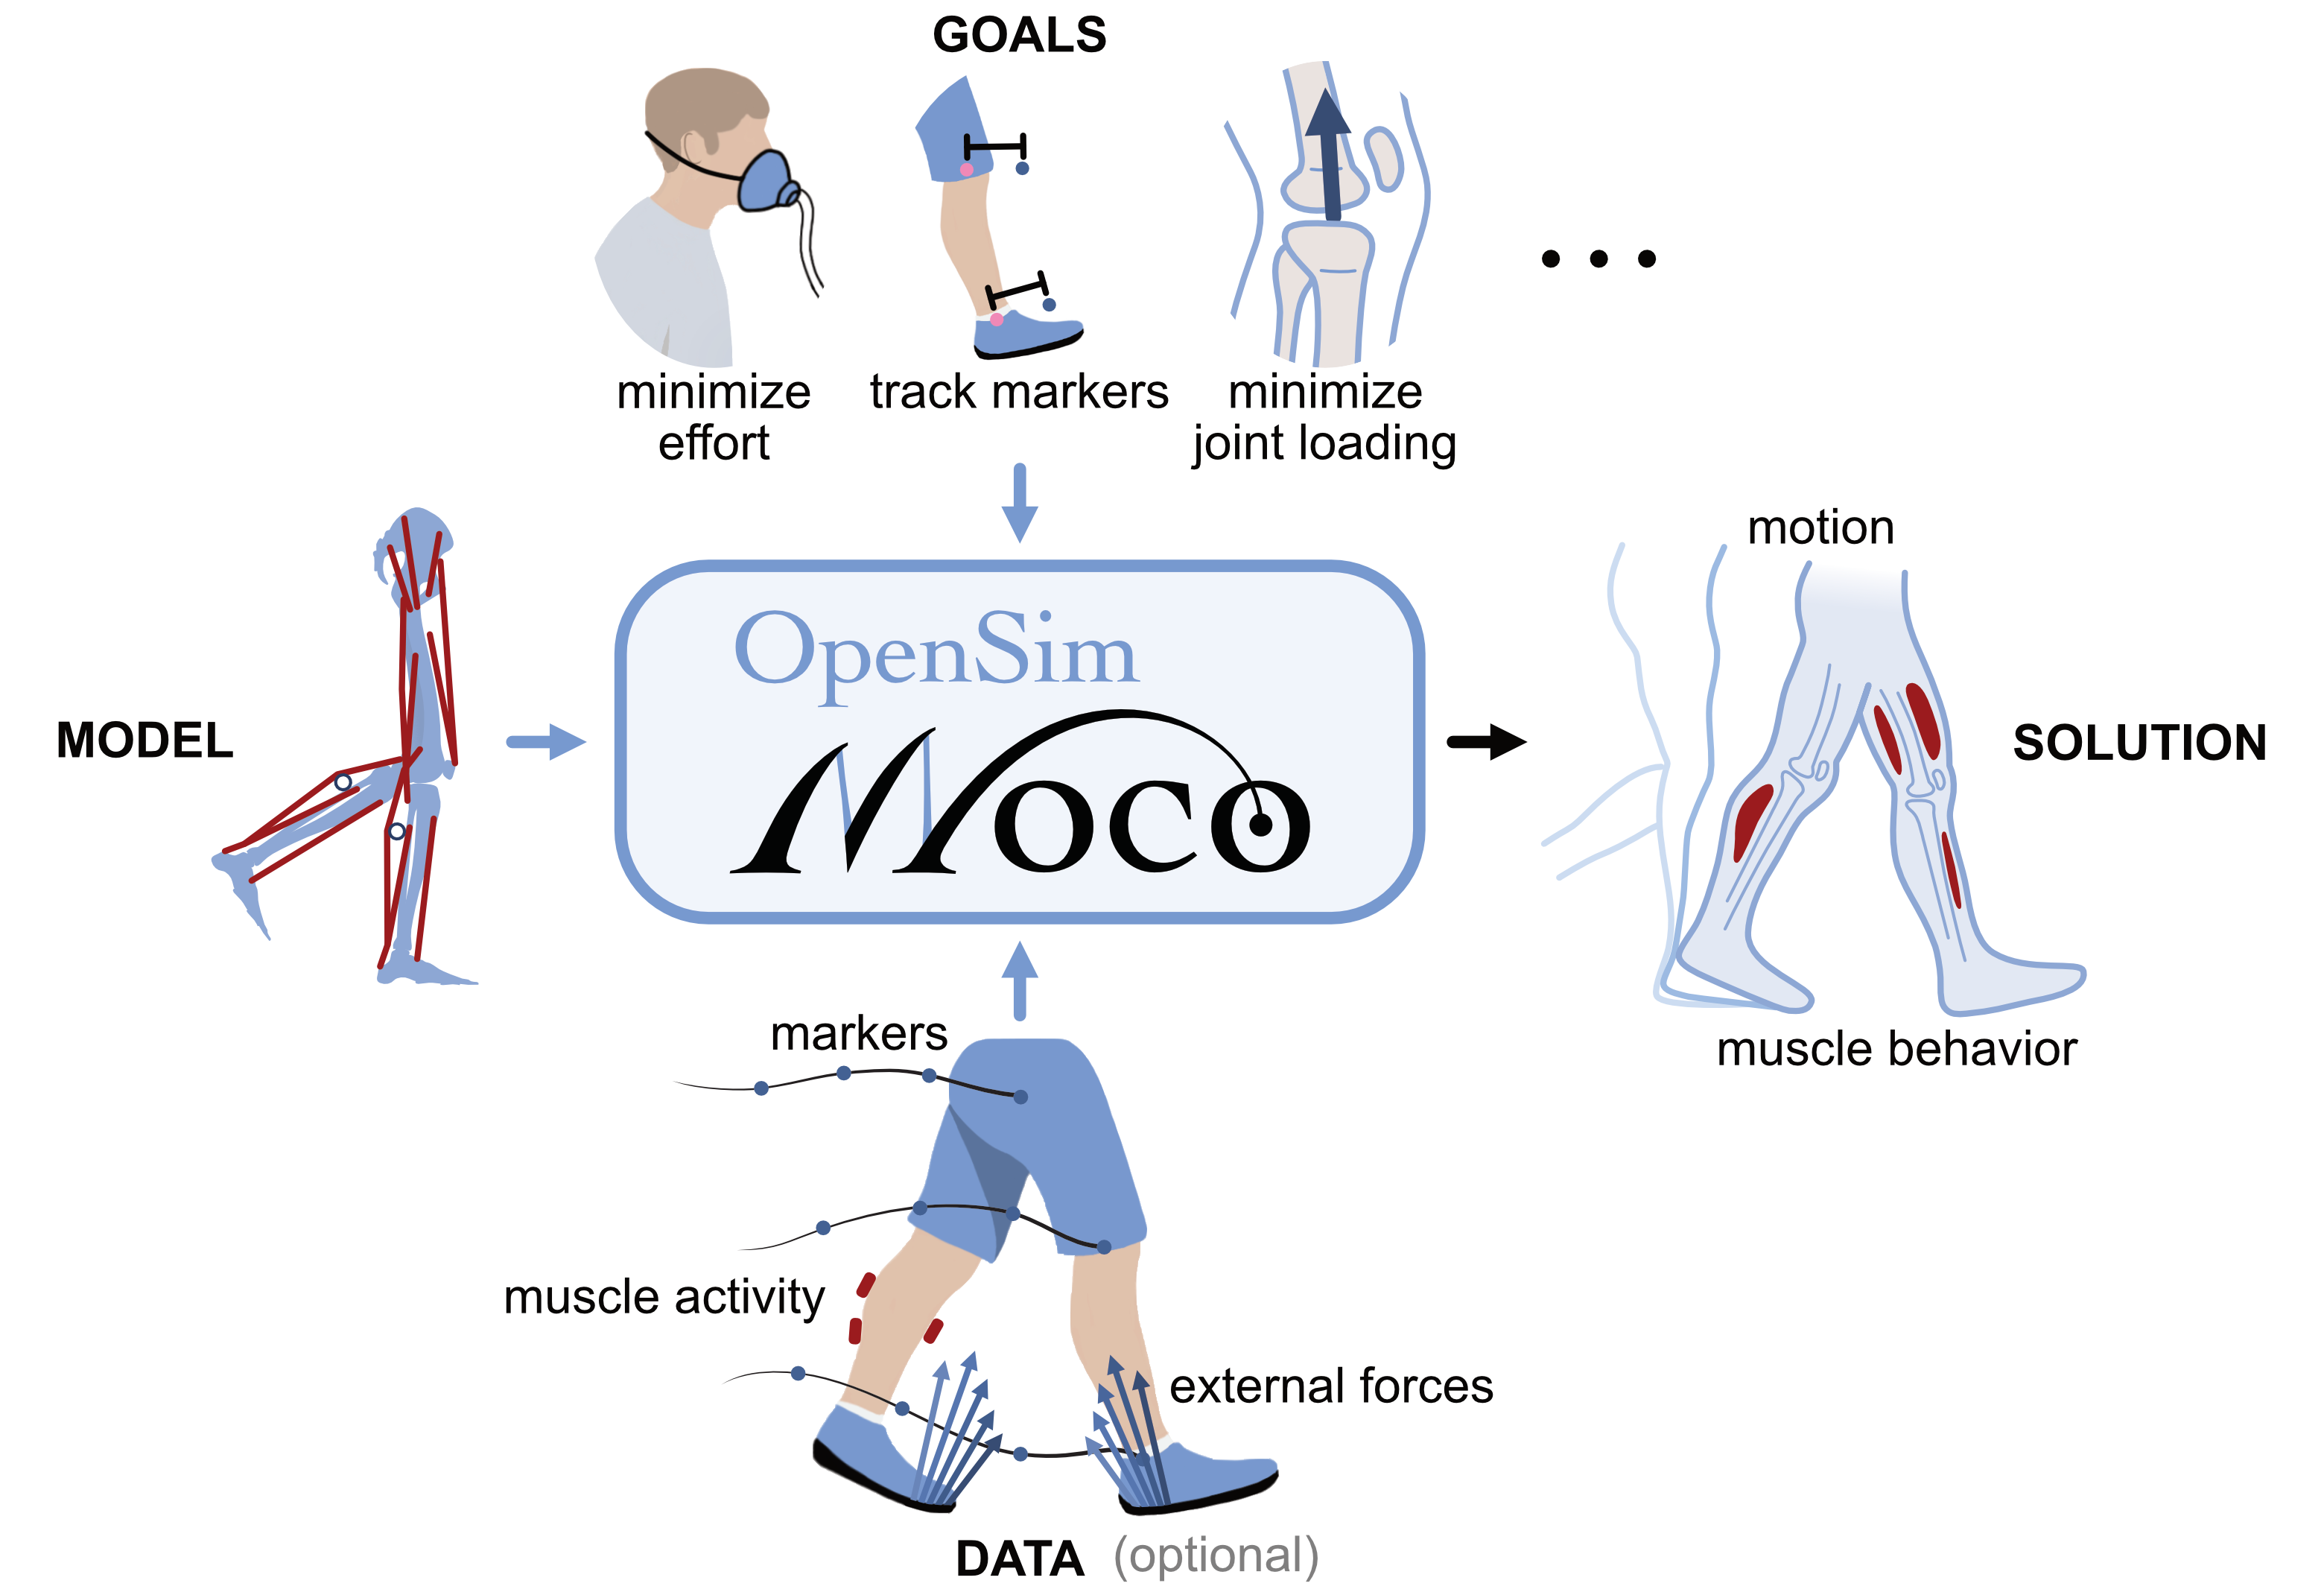 GOALS
minimize
effort
track markers
minimize
joint loading
motion
MODEL
OpenSim
Moco
SOLUTION
muscle behavior
markers
muscle activity
external forces
DATA (optional)